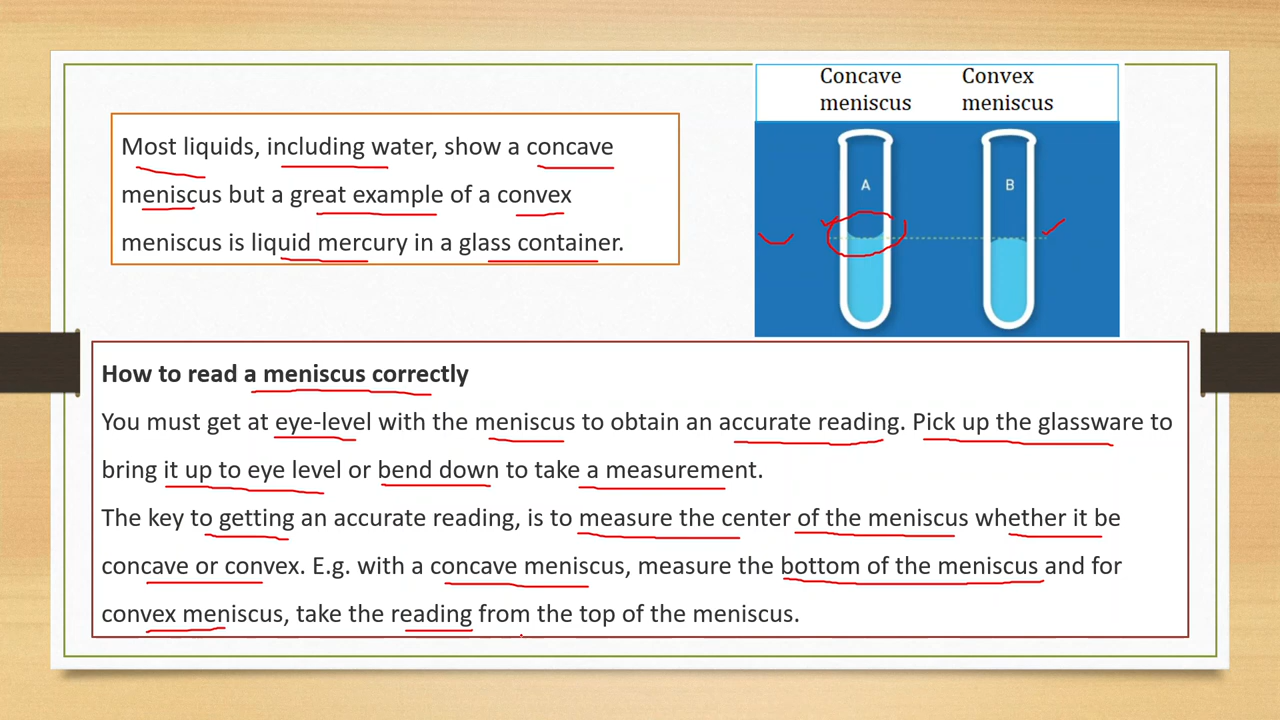 Concave Convex
meniscus meniscus
A B
Most liquids, including water, show a concave
meniscus but a great example of a convex
meniscus is liquid mercury in a glass container.
How to read a meniscus correctly
You must get at eye-level with the meniscus to obtain an accurate reading. Pick up the glassware to
bring it up to eye level or bend down to take a measurement.
The key to getting an accurate reading, is to measure the center of the meniscus whether it be
concave or convex. E.g. with a concave meniscus, measure the bottom of the meniscus and for
convex meniscus, take the reading from the top of the meniscus.